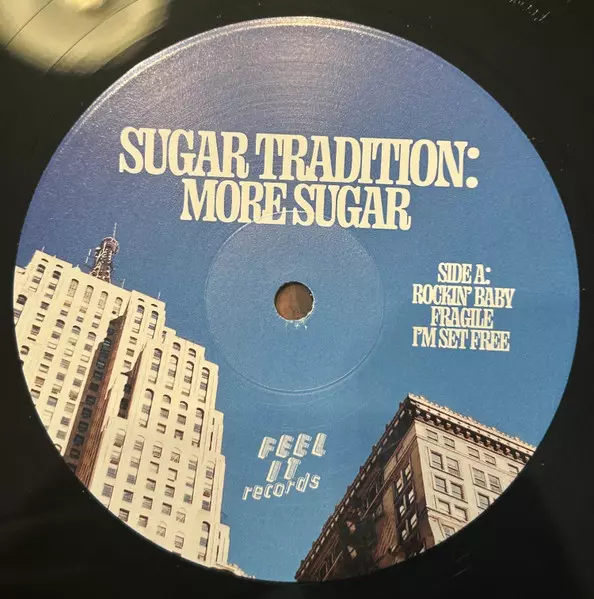 SUGAR TRADITION:
MORE SUGAR
SIDE A:
ROCKIN' BABY
FRAGILE
I'M SET FREE
FEEL
IT
records